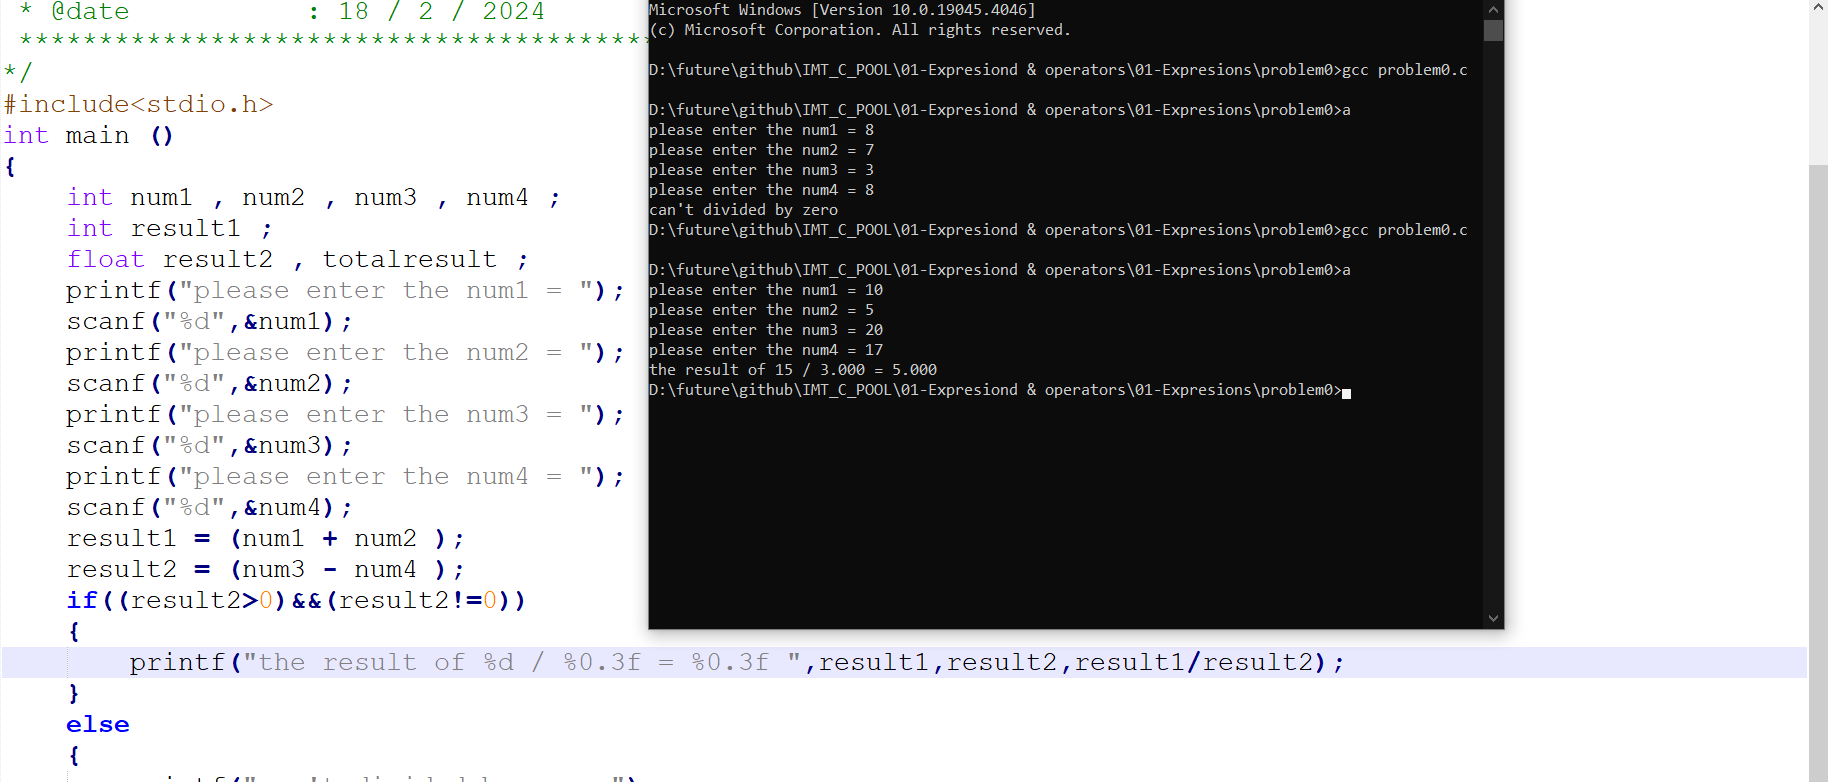 * @date : 18 / 2 / 2024
****************************************
*/
#include<stdio.h>
int main ()
{
int num1 , num2 , num3 , num4 ;
int result1 ;
float result2 , totalresult ;
printf("please enter the num1 = ");
scanf("%d",&num1);
printf("please enter the num2 = ");
scanf("%d",&num2);
printf("please enter the num3 = ");
scanf("%d",&num3);
printf("please enter the num4 = ");
scanf("%d",&num4);
result1 = (num1 + num2 );
result2 = (num3 - num4 );
if((result2>0)&&(result2!=0))
{
printf("the result of %d / %0.3f = %0.3f ",result1,result2,result1/result2);
}
else
{
Microsoft Windows [Version 10.0.19045.4046]
(c) Microsoft Corporation. All rights reserved.
D:\future\github\IMT_C_POOL\01-Expresiond & operators\01-Expresions\problem0>gcc problem0.c
D:\future\github\IMT_C_POOL\01-Expresiond & operators\01-Expresions\problem0>a
please enter the num1 = 8
please enter the num2 = 7
please enter the num3 = 3
please enter the num4 = 8
can't divided by zero
D:\future\github\IMT_C_POOL\01-Expresiond & operators\01-Expresions\problem0>gcc problem0.c
D:\future\github\IMT_C_POOL\01-Expresiond & operators\01-Expresions\problem0>a
please enter the num1 = 10
please enter the num2 = 5
please enter the num3 = 20
please enter the num4 = 17
the result of 15 / 3.000 = 5.000
D:\future\github\IMT_C_POOL\01-Expresiond & operators\01-Expresions\problem0>